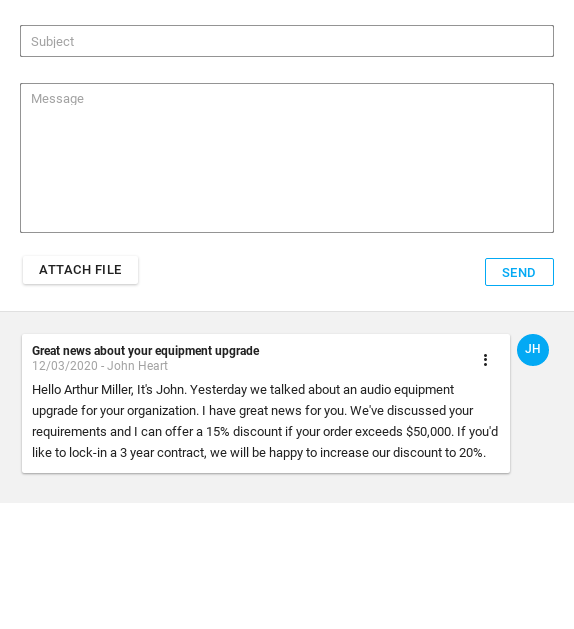 Subject
Message
ATTACH FILE
SEND
Great news about your equipment upgrade
12/03/2020 - John Heart
JH
Hello Arthur Miller, It's John. Yesterday we talked about an audio equipment
upgrade for your organization. I have great news for you. We've discussed your
requirements and I can offer a 15% discount if your order exceeds $50,000. If you'd
like to lock-in a 3 year contract, we will be happy to increase our discount to 20%.